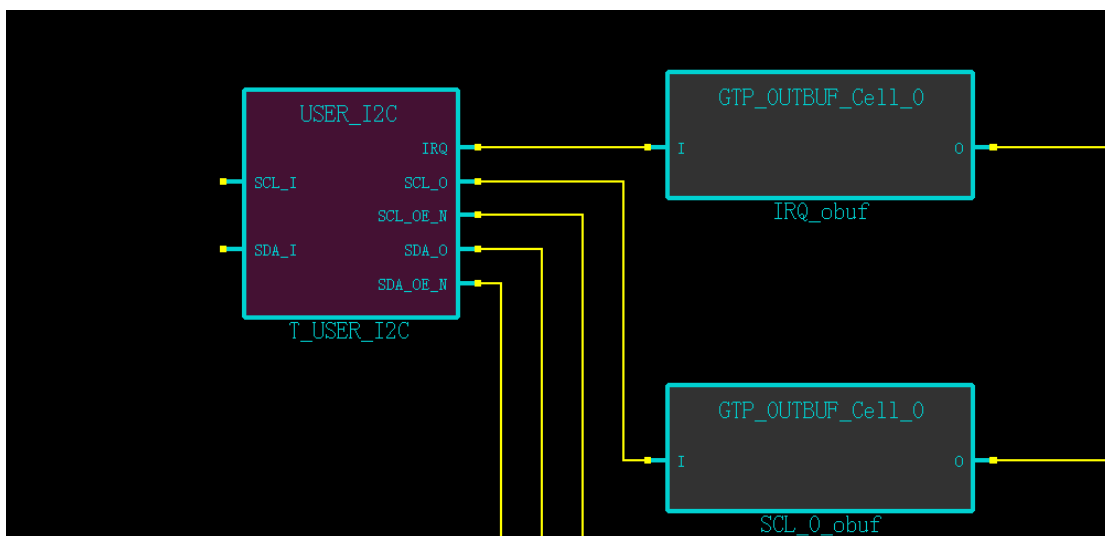 USER_I2C
IRQ
SCL_I
SCL_O
SCL_OE_N
SDA_I
SDA_O
SDA_OE_N
T_USER_I2C
GTP_OUTBUF_Cell_0
I
O
IRQ_obuf
GTP_OUTBUF_Cell_0
I
O
SCL_O_obuf